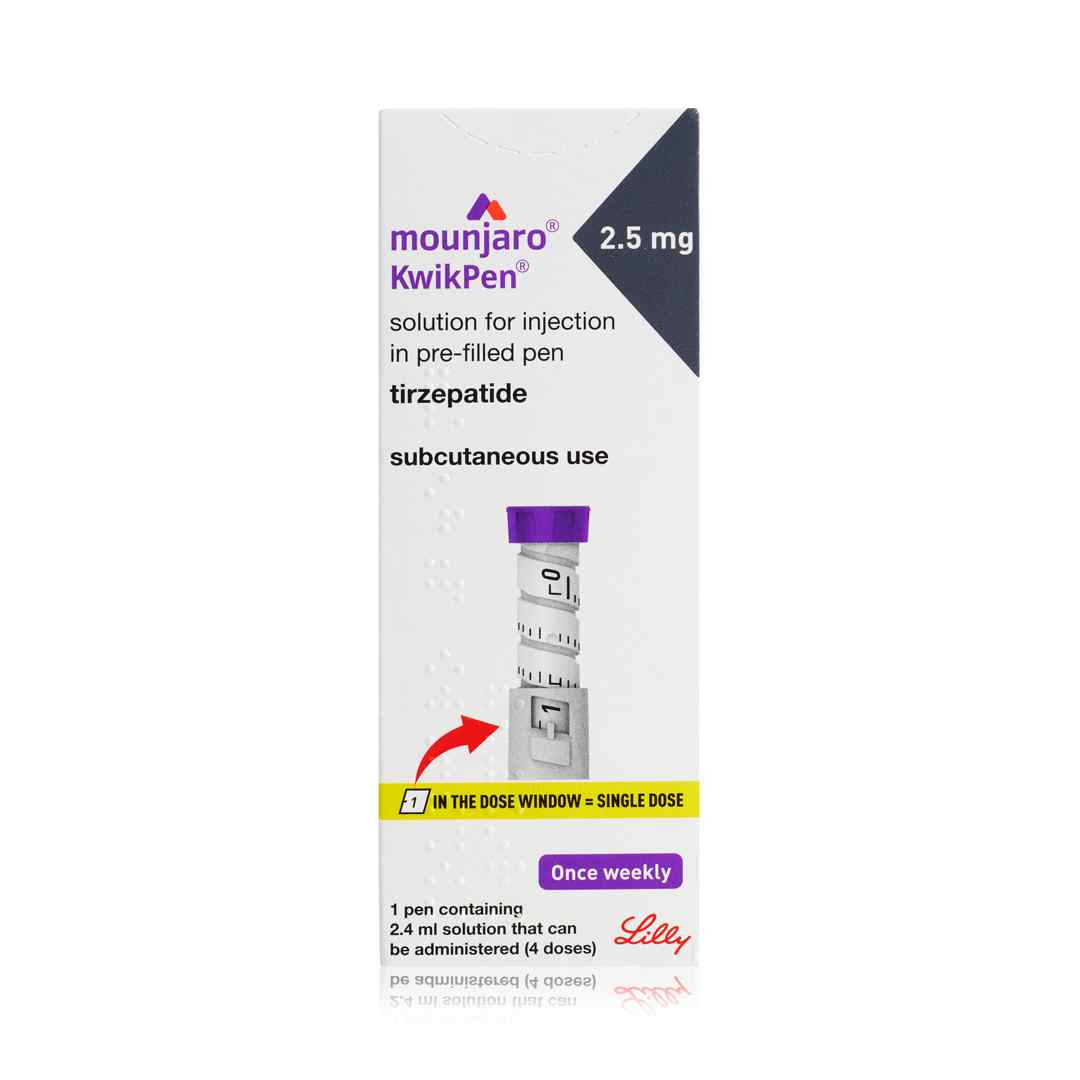 mounjaro®
KwikPen®
2.5 mg
solution for injection
in pre-filled pen
tirzepatide
subcutaneous use
0
1
1 IN THE DOSE WINDOW = SINGLE DOSE
Once weekly
1 pen containing
2.4 ml solution that can
be administered (4 doses)
Lilly